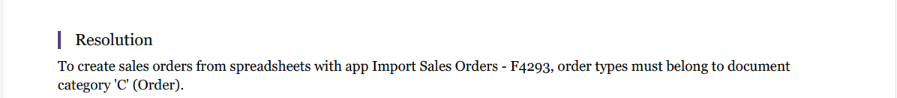 Resolution
To create sales orders from spreadsheets with app Import Sales Orders - F4293, order types must belong to document
category 'C' (Order).